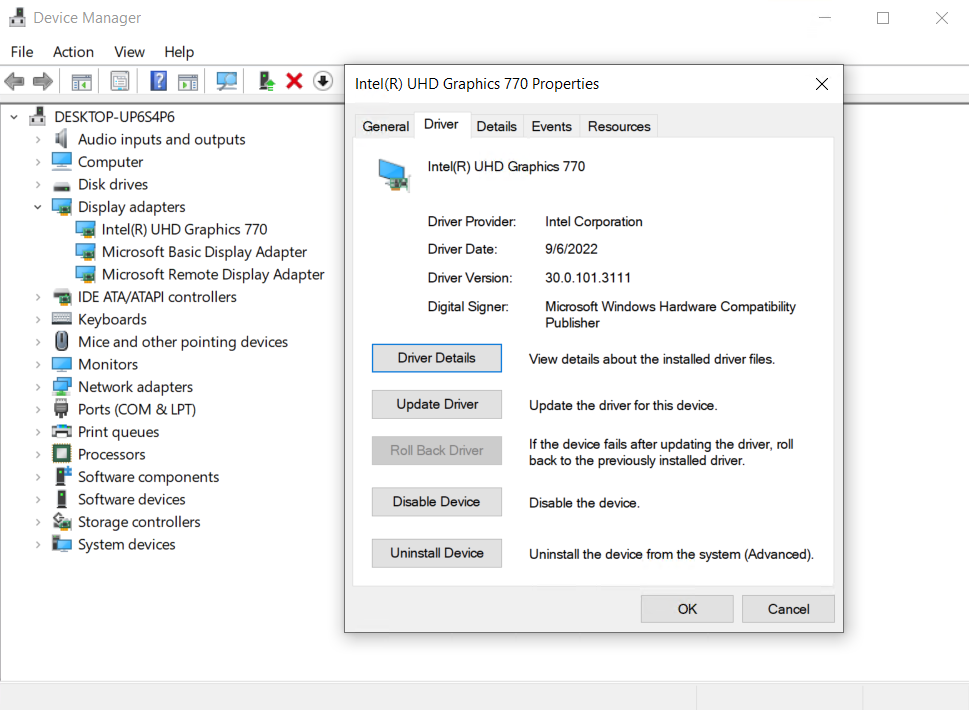 Device Manager
File Action View Help
DESKTOP-UP6S4P6
Audio inputs and outputs
Computer
Disk drives
Display adapters
Intel(R) UHD Graphics 770
Microsoft Basic Display Adapter
Microsoft Remote Display Adapter
IDE ATA/ATAPI controllers
Keyboards
Mice and other pointing devices
Monitors
Network adapters
Ports (COM & LPT)
Print queues
Processors
Software components
Software devices
Storage controllers
System devices
Intel(R) UHD Graphics 770 Properties
General Driver Details Events Resources
Intel(R) UHD Graphics 770
Driver Provider: Intel Corporation
Driver Date: 9/6/2022
Driver Version: 30.0.101.3111
Digital Signer: Microsoft Windows Hardware Compatibility
Publisher
Driver Details View details about the installed driver files.
Update Driver Update the driver for this device.
Roll Back Driver If the device fails after updating the driver, roll
back to the previously installed driver.
Disable Device Disable the device.
Uninstall Device Uninstall the device from the system (Advanced).
OK Cancel